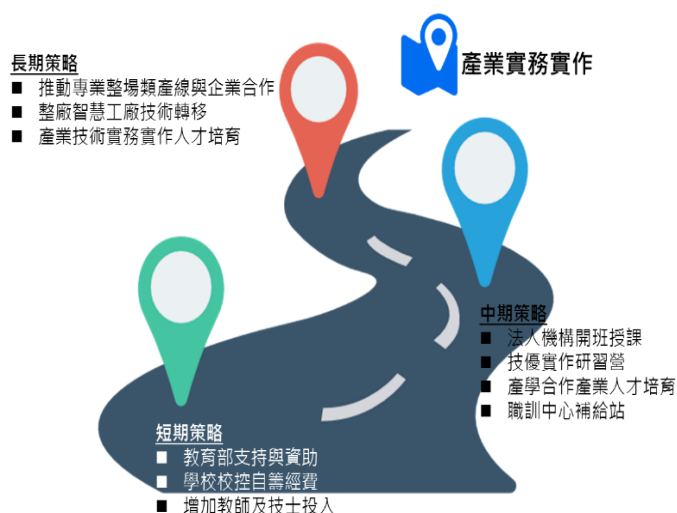 產業實務實作
長期策略
■ 推動專業整場類產線與企業合作
■ 整廠智慧工廠技術轉移
■ 產業技術實務實作人才培育
中期策略
■ 法人機構開班授課
■ 技優實作研習營
■ 產學合作產業人才培育
■ 職訓中心補給站
短期策略
■ 教育部支持與資助
■ 學校校控自籌經費
■ 增加教師及技士投入